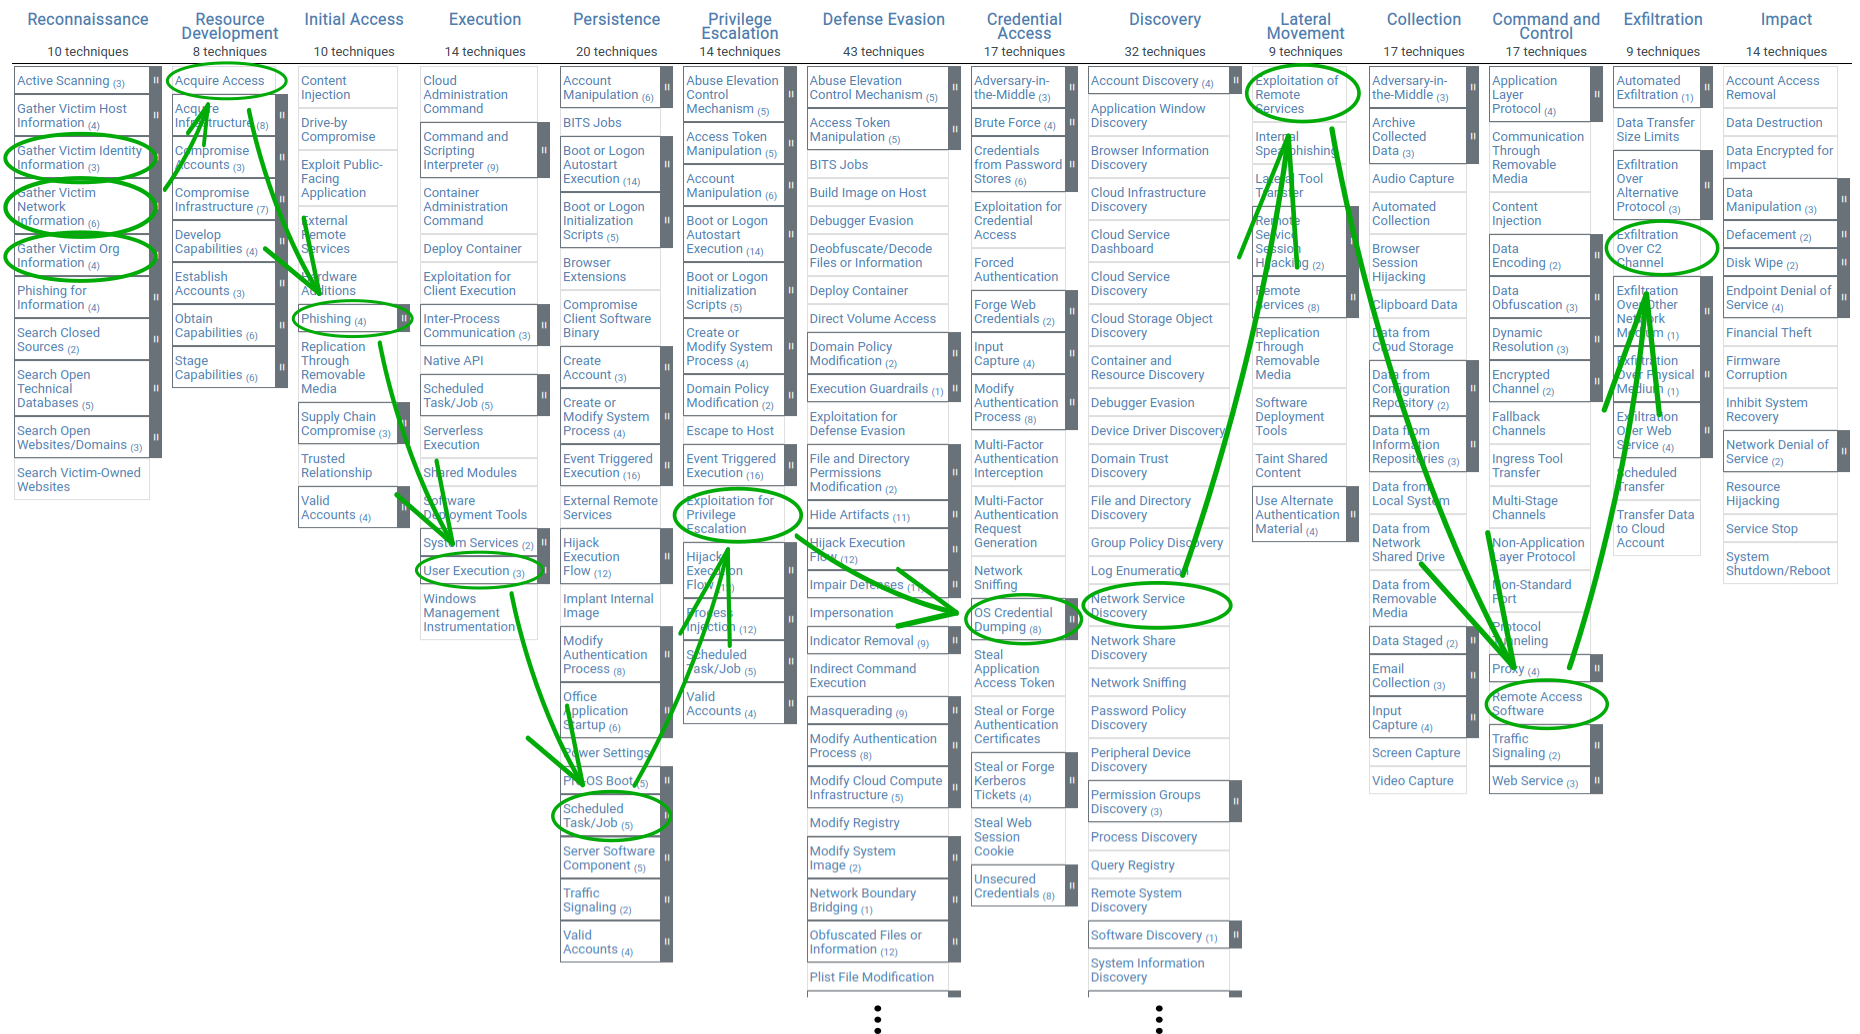 Reconnaissance
10 techniques
Active Scanning (3)
Gather Victim Host
Information (4)
Gather Victim Identity
Information (3)
Gather Victim
Network
Information (6)
Gather Victim Org
Information (4)
Phishing for
Information (4)
Search Closed
Sources (2)
Search Open
Technical
Databases (5)
Search Open
Websites/Domains (3)
Search Victim-Owned
Websites
Resource
Development
8 techniques
Acquire Access
Acquire
Infrastructure (8)
Compromise
Accounts (3)
Compromise
Infrastructure (7)
Develop
Capabilities (4)
Establish
Accounts (3)
Obtain
Capabilities (6)
Stage
Capabilities (6)
Initial Access
10 techniques
Content
Injection
Drive-by
Compromise
Exploit Public-
Facing
Application
External
Remote
Services
Hardware
Additions
Phishing (4)
Replication
Through
Removable
Media
Supply Chain
Compromise (3)
Trusted
Relationship
Valid
Accounts (4)
Execution
14 techniques
Cloud
Administration
Command
Command and
Scripting
Interpreter (9)
Container
Administration
Command
Deploy Container
Exploitation for
Client Execution
Inter-Process
Communication (3)
Native API
Scheduled
Task/Job (5)
Serverless
Execution
Shared Modules
Software
Deployment Tools
System Services (2)
User Execution (3)
Windows
Management
Instrumentation
Persistence
20 techniques
Account
Manipulation (6)
BITS Jobs
Boot or Logon
Autostart
Execution (14)
Boot or Logon
Initialization
Scripts (5)
Browser
Extensions
Compromise
Client Software
Binary
Create
Account (3)
Create or
Modify System
Process (4)
Event Triggered
Execution (16)
External Remote
Services
Hijack
Execution
Flow (12)
Implant Internal
Image
Modify
Authentication
Process (8)
Office
Application
Startup (6)
Power Settings
Pre-OS Boot (5)
Scheduled
Task/Job (5)
Server Software
Component (5)
Traffic
Signaling (2)
Valid
Accounts (4)
Privilege
Escalation
14 techniques
Abuse Elevation
Control
Mechanism (5)
Access Token
Manipulation (5)
Account
Manipulation (6)
Boot or Logon
Autostart
Execution (14)
Boot or Logon
Initialization
Scripts (5)
Create or
Modify System
Process (4)
Domain Policy
Modification (2)
Escape to Host
Event Triggered
Execution (16)
Exploitation for
Privilege
Escalation
Hijack
Execution
Flow (12)
Process
Injection (12)
Scheduled
Task/Job (5)
Valid
Accounts (4)
Defense Evasion
43 techniques
Abuse Elevation
Control Mechanism (5)
Access Token
Manipulation (5)
BITS Jobs
Build Image on Host
Debugger Evasion
Deobfuscate/Decode
Files or Information
Deploy Container
Direct Volume Access
Domain Policy
Modification (2)
Execution Guardrails (1)
Exploitation for
Defense Evasion
File and Directory
Permissions
Modification (2)
Hide Artifacts (11)
Hijack Execution
Flow (12)
Impair Defenses (11)
Impersonation
Indicator Removal (9)
Indirect Command
Execution
Masquerading (9)
Modify Authentication
Process (8)
Modify Cloud Compute
Infrastructure (5)
Modify Registry
Modify System
Image (2)
Network Boundary
Bridging (1)
Obfuscated Files or
Information (12)
Plist File Modification
Credential
Access
17 techniques
Adversary-in-
the-Middle (3)
Brute Force (4)
Credentials
from Password
Stores (6)
Exploitation for
Credential
Access
Forced
Authentication
Forge Web
Credentials (2)
Input
Capture (4)
Modify
Authentication
Process (8)
Multi-Factor
Authentication
Interception
Multi-Factor
Authentication
Request
Generation
Network
Sniffing
OS Credential
Dumping (8)
Steal
Application
Access Token
Steal or Forge
Authentication
Certificates
Steal or Forge
Kerberos
Tickets (4)
Steal Web
Session
Cookie
Unsecured
Credentials (8)
Discovery
32 techniques
Account Discovery (4)
Application Window
Discovery
Browser Information
Discovery
Cloud Infrastructure
Discovery
Cloud Service
Dashboard
Cloud Service
Discovery
Cloud Storage Object
Discovery
Container and
Resource Discovery
Debugger Evasion
Device Driver Discovery
Domain Trust
Discovery
File and Directory
Discovery
Group Policy Discovery
Log Enumeration
Network Service
Discovery
Network Share
Discovery
Network Sniffing
Password Policy
Discovery
Peripheral Device
Discovery
Permission Groups
Discovery (3)
Process Discovery
Query Registry
Remote System
Discovery
Software Discovery (1)
System Information
Discovery
Lateral
Movement
9 techniques
Exploitation of
Remote
Services
Internal
Spearphishing
Lateral Tool
Transfer
Remote
Service
Session
Hijacking (2)
Remote
Services (8)
Replication
Through
Removable
Media
Software
Deployment
Tools
Taint Shared
Content
Use Alternate
Authentication
Material (4)
Collection
17 techniques
Adversary-in-
the-Middle (3)
Archive
Collected
Data (3)
Audio Capture
Automated
Collection
Browser
Session
Hijacking
Clipboard Data
Data from
Cloud Storage
Data from
Configuration
Repository (2)
Data from
Information
Repositories (3)
Data from
Local System
Data from
Network
Shared Drive
Data from
Removable
Media
Data Staged (2)
Email
Collection (3)
Input
Capture (4)
Screen Capture
Video Capture
Command and
Control
17 techniques
Application
Layer
Protocol (4)
Communication
Through
Removable
Media
Content
Injection
Data
Encoding (2)
Data
Obfuscation (3)
Dynamic
Resolution (3)
Encrypted
Channel (2)
Fallback
Channels
Ingress Tool
Transfer
Multi-Stage
Channels
Non-Application
Layer Protocol
Non-Standard
Port
Protocol
Tunneling
Proxy (4)
Remote Access
Software
Traffic
Signaling (2)
Web Service (3)
Exfiltration
9 techniques
Automated
Exfiltration (1)
Data Transfer
Size Limits
Exfiltration
Over
Alternative
Protocol (3)
Exfiltration
Over C2
Channel
Exfiltration
Over Other
Network
Medium (1)
Exfiltration
Over Physical
Medium (1)
Exfiltration
Over Web
Service (4)
Scheduled
Transfer
Transfer Data
to Cloud
Account
Impact
14 techniques
Account Access
Removal
Data Destruction
Data Encrypted for
Impact
Data
Manipulation (3)
Defacement (2)
Disk Wipe (2)
Endpoint Denial of
Service (4)
Financial Theft
Firmware
Corruption
Inhibit System
Recovery
Network Denial of
Service (2)
Resource
Hijacking
Service Stop
System
Shutdown/Reboot